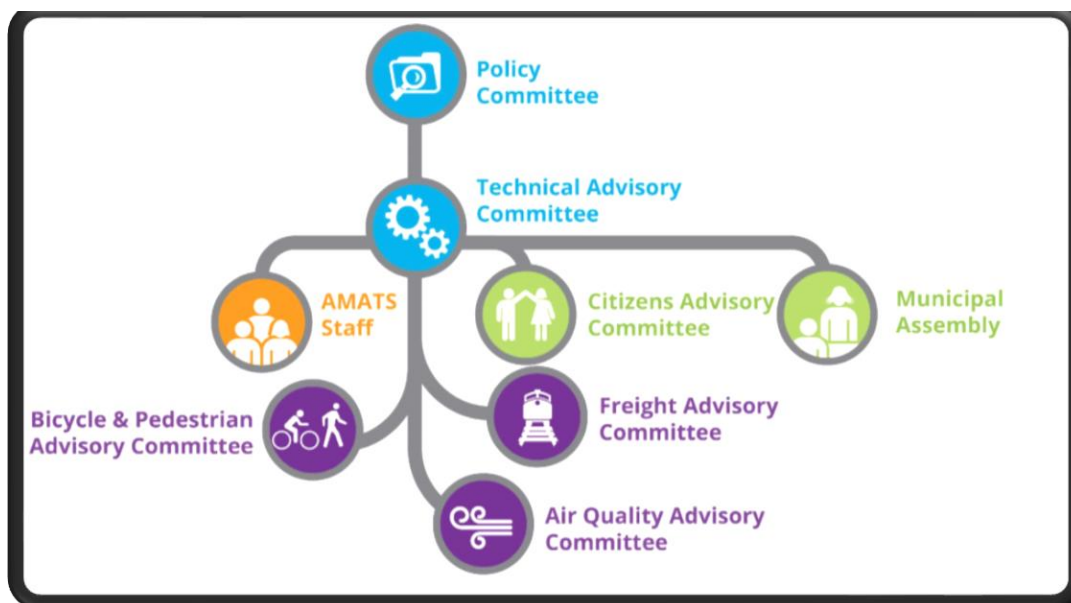 Policy
Committee
Technical Advisory
Committee
AMATS
Staff
Citizens Advisory
Committee
Municipal
Assembly
Bicycle & Pedestrian
Advisory Committee
Freight Advisory
Committee
Air Quality Advisory
Committee